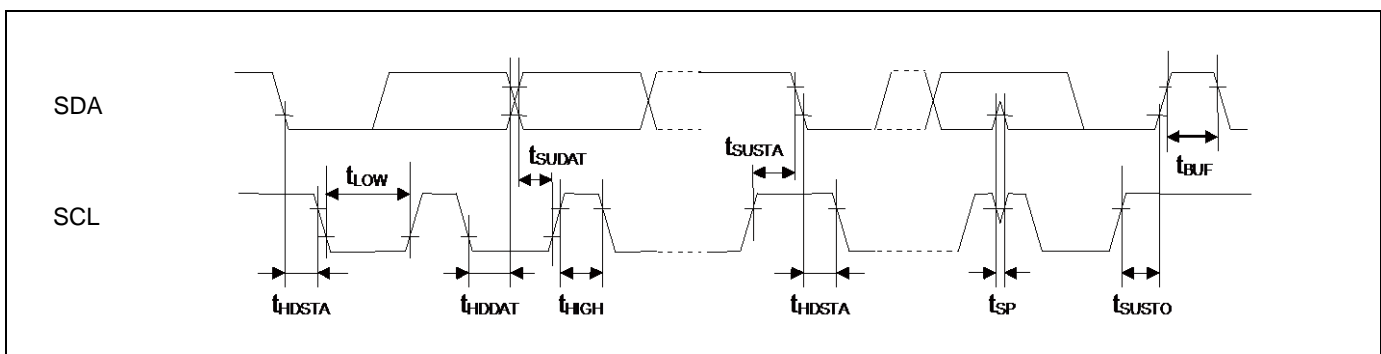 SDA
tSUDAT
tSUSTA
tBUF
tLOW
SCL
tHDSTA
tHDDAT
tHIGH
tHDSTA
tSP
tSUSTO